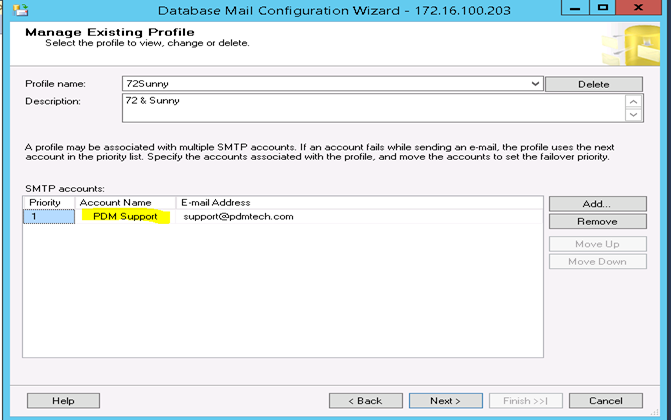 Database Mail Configuration Wizard - 172.16.100.203
Manage Existing Profile
Select the profile to view, change or delete.
Profile name: 72Sunny Delete
Description: 72 & Sunny
A profile may be associated with multiple SMTP accounts. If an account fails while sending an e-mail, the profile uses the next
account in the priority list. Specify the accounts associated with the profile, and move the accounts to set the failover priority.
SMTP accounts:
Priority Account Name E-mail Address Add...
1 PDM Support support@pdmtech.com Remove
Move Up
Move Down
Help < Back Next > Finish >>| Cancel